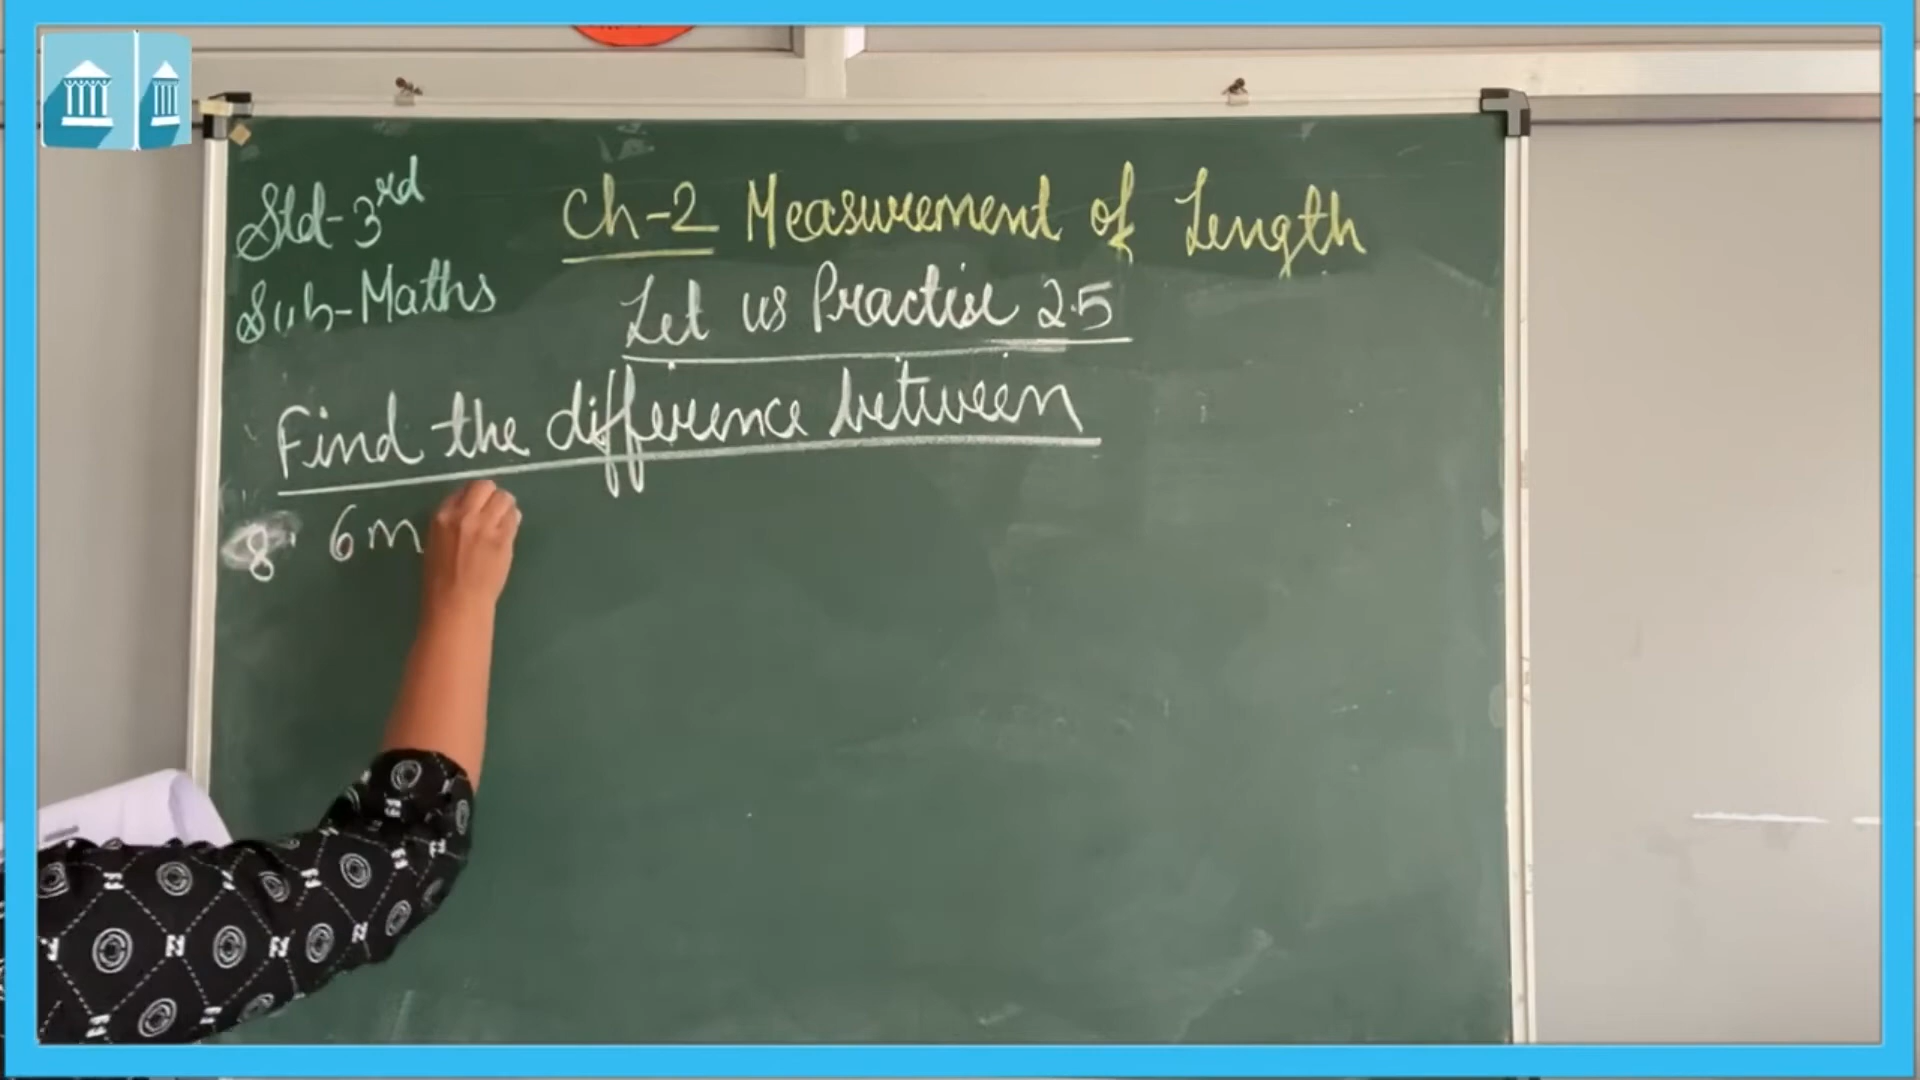 Std-3rd
Ch-2 Measurement of Length
Sub-Maths
Let us Practise 2.5
Find the difference between
8. 6m